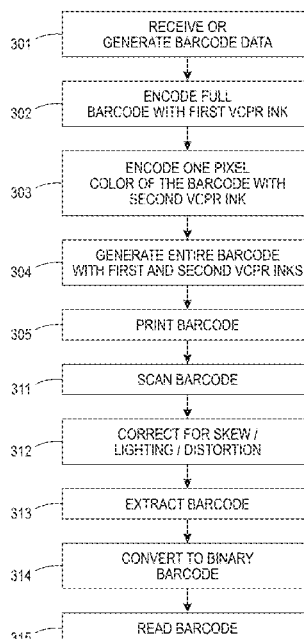 301
RECEIVE OR
GENERATE BARCODE DATA
302
ENCODE FULL
BARCODE WITH FIRST VCPR INK
303
ENCODE ONE PIXEL
COLOR OF THE BARCODE WITH
SECOND VCPR INK
304
GENERATE ENTIRE BARCODE
WITH FIRST AND SECOND VCPR INKS
305
PRINT BARCODE
311
SCAN BARCODE
312
CORRECT FOR SKEW /
LIGHTING / DISTORTION
313
EXTRACT BARCODE
314
CONVERT TO BINARY
BARCODE
315
READ BARCODE